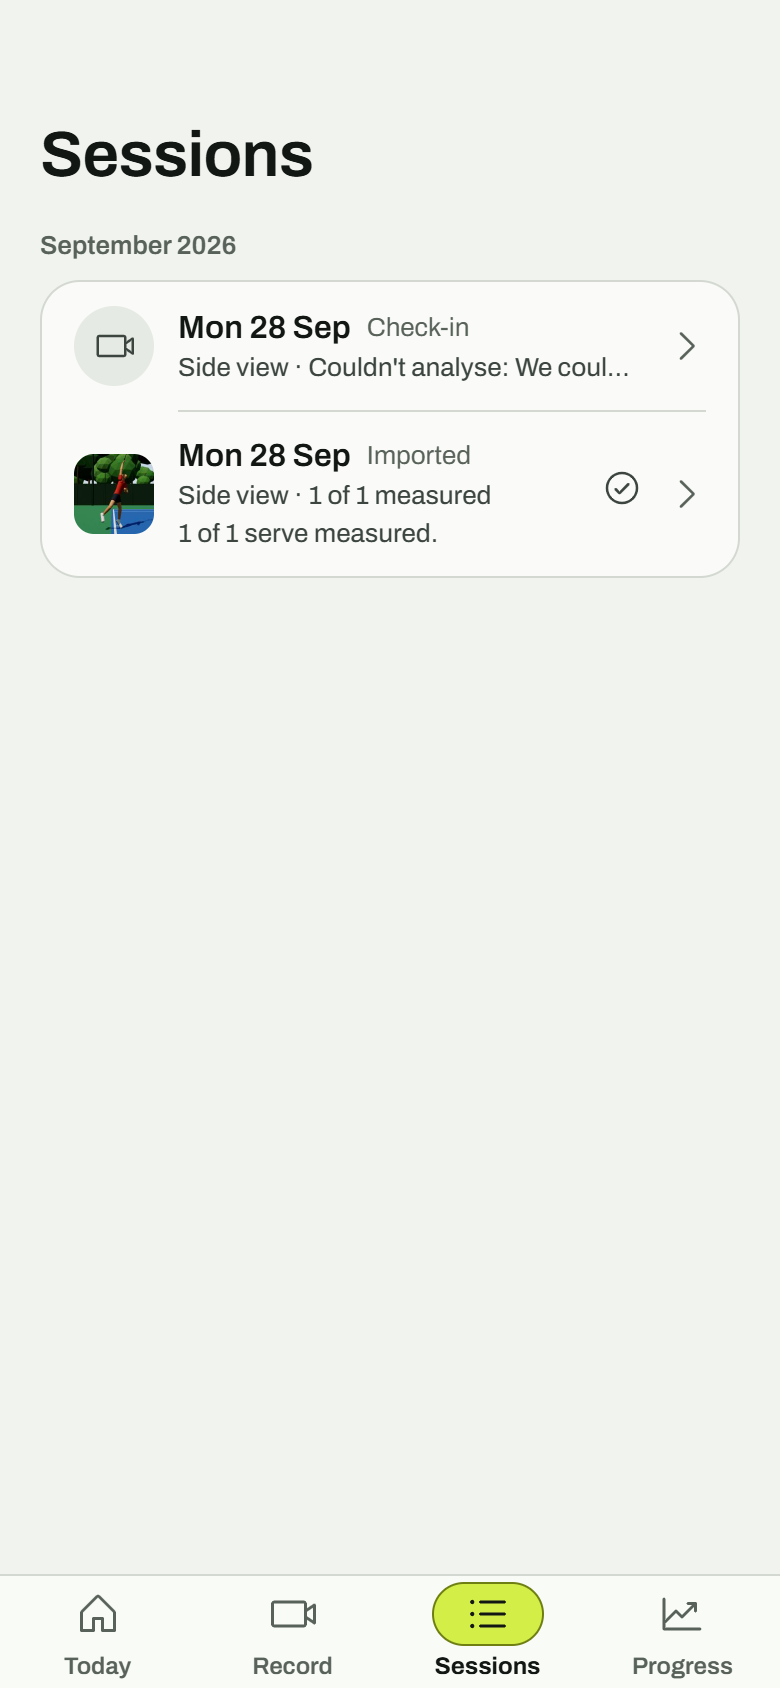 Sessions
September 2026
Mon 28 Sep Check-in
Side view · Couldn't analyse: We coul...
Mon 28 Sep Imported
Side view · 1 of 1 measured
1 of 1 serve measured.
Today Record Sessions Progress